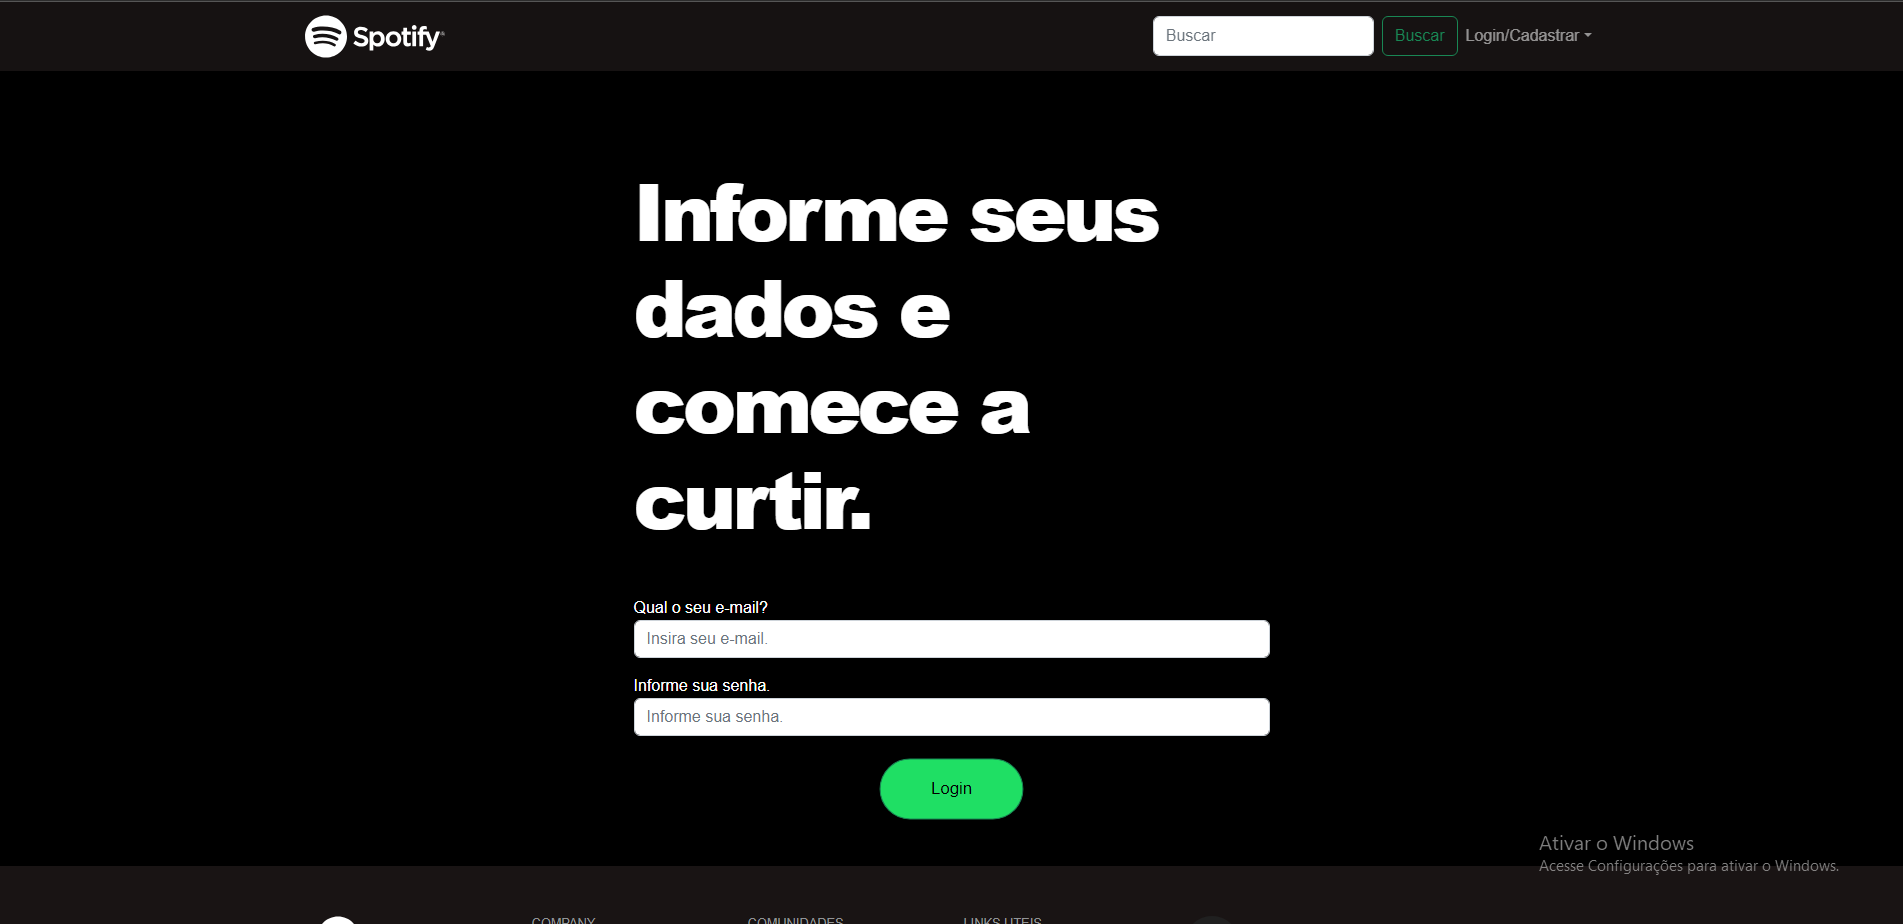 Spotify
Buscar
Buscar
Login/Cadastrar
Informe seus
dados e
comece a
curtir.
Qual o seu e-mail?
Insira seu e-mail.
Informe sua senha.
Informe sua senha.
Login
Ativar o Windows
Acesse Configurações para ativar o Windows.
COMPANY
COMUNIDADES
LINKS UTEIS